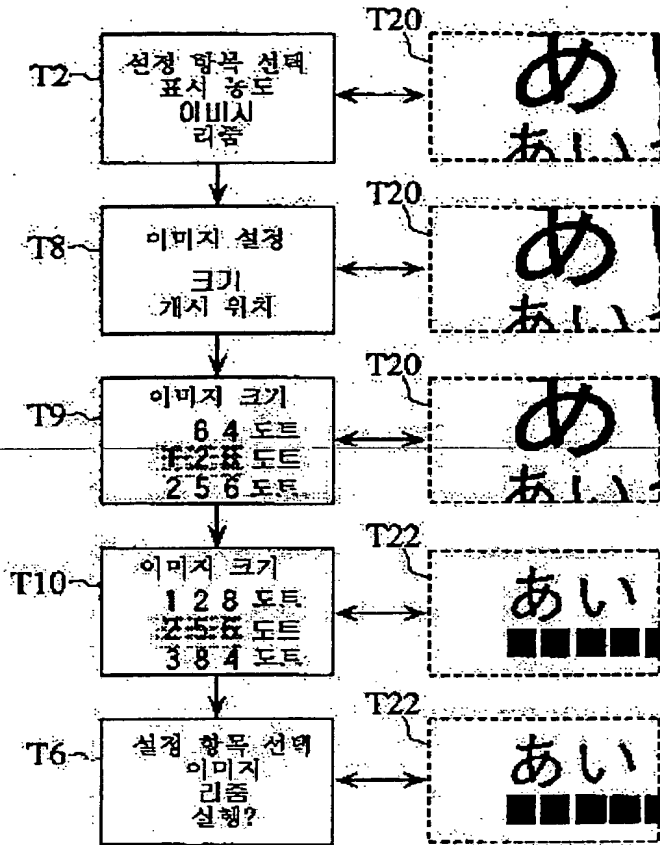 T2
설정 항목 선택
표시 농도
이미지
리줌
T20
あ
あい
T8
이미지 설정
크기
개시 위치
T20
あ
あい
T9
이미지 크기
64 도트
128 도트
256 도트
T20
あ
あい
T10
이미지 크기
128 도트
256 도트
384 도트
T22
あい
T6
설정 항목 선택
이미지
리줌
실행?
T22
あい